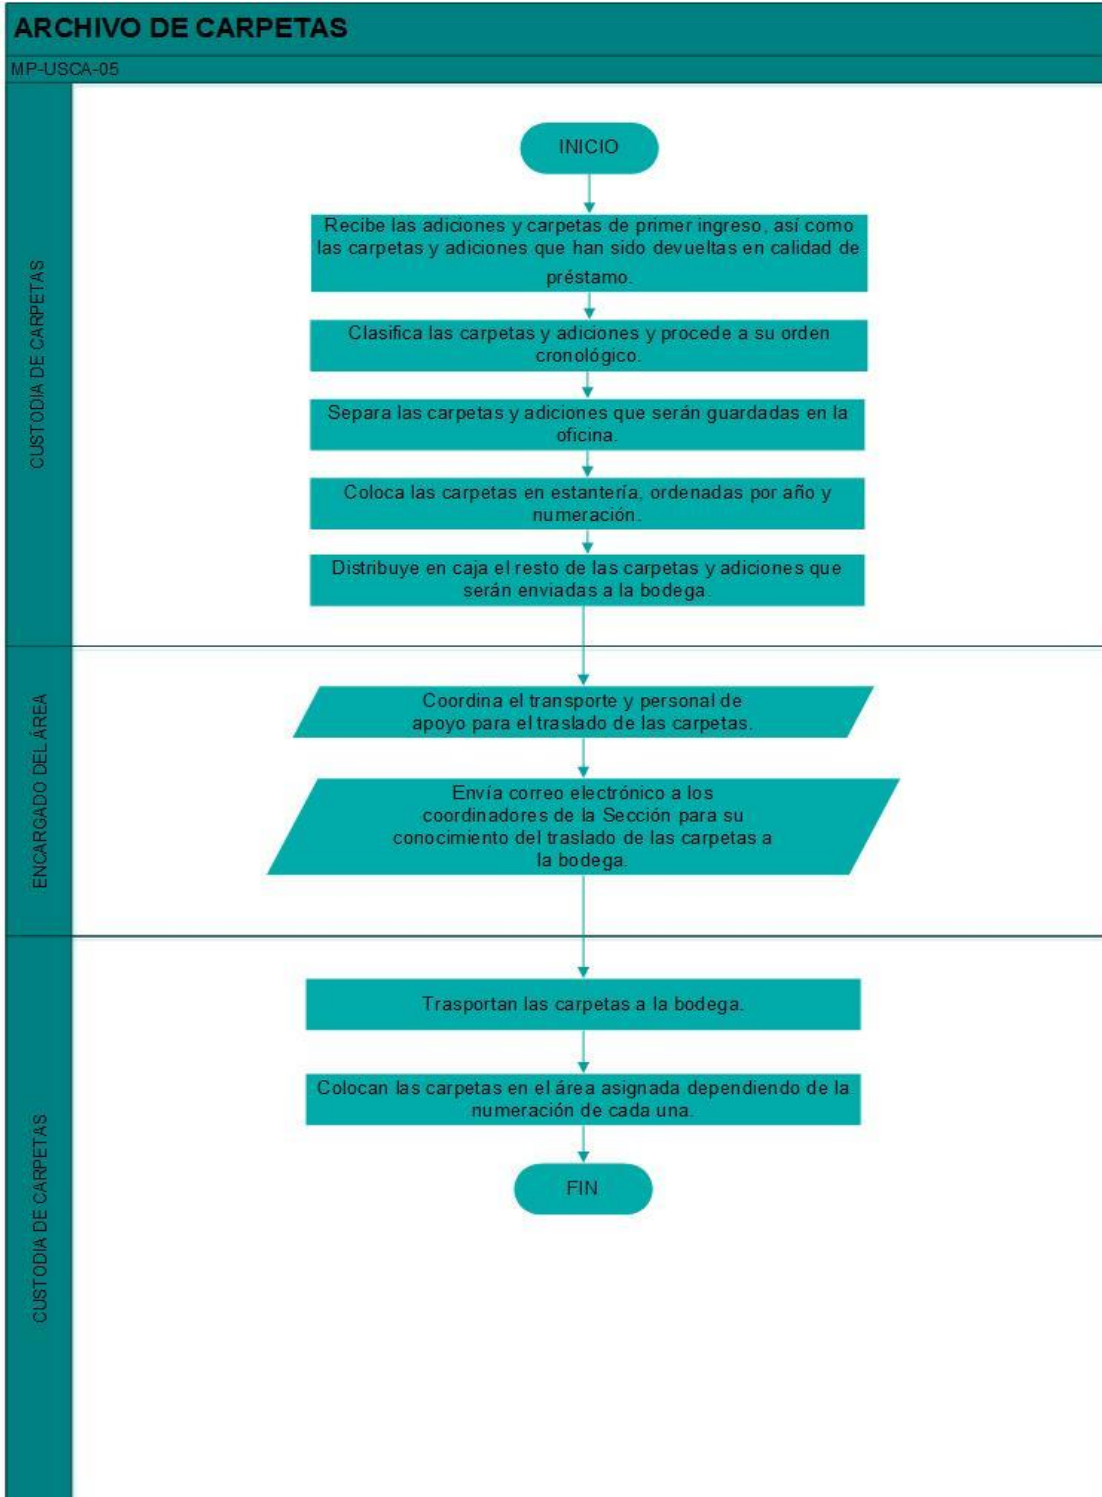 ARCHIVO DE CARPETAS
MP-USCA-05
CUSTODIA DE CARPETAS
INICIO
Recibe las adiciones y carpetas de primer ingreso, así como
las carpetas y adiciones que han sido devueltas en calidad de
préstamo.
Clasifica las carpetas y adiciones y procede a su orden
cronológico.
Separa las carpetas y adiciones que serán guardadas en la
oficina.
Coloca las carpetas en estantería, ordenadas por año y
numeración.
Distribuye en caja el resto de las carpetas y adiciones que
serán enviadas a la bodega.
ENCARGADO DEL ÁREA
Coordina el transporte y personal de
apoyo para el traslado de las carpetas.
Envía correo electrónico a los
coordinadores de la Sección para su
conocimiento del traslado de las carpetas a
la bodega.
CUSTODIA DE CARPETAS
Trasportan las carpetas a la bodega.
Colocan las carpetas en el área asignada dependiendo de la
numeración de cada una.
FIN